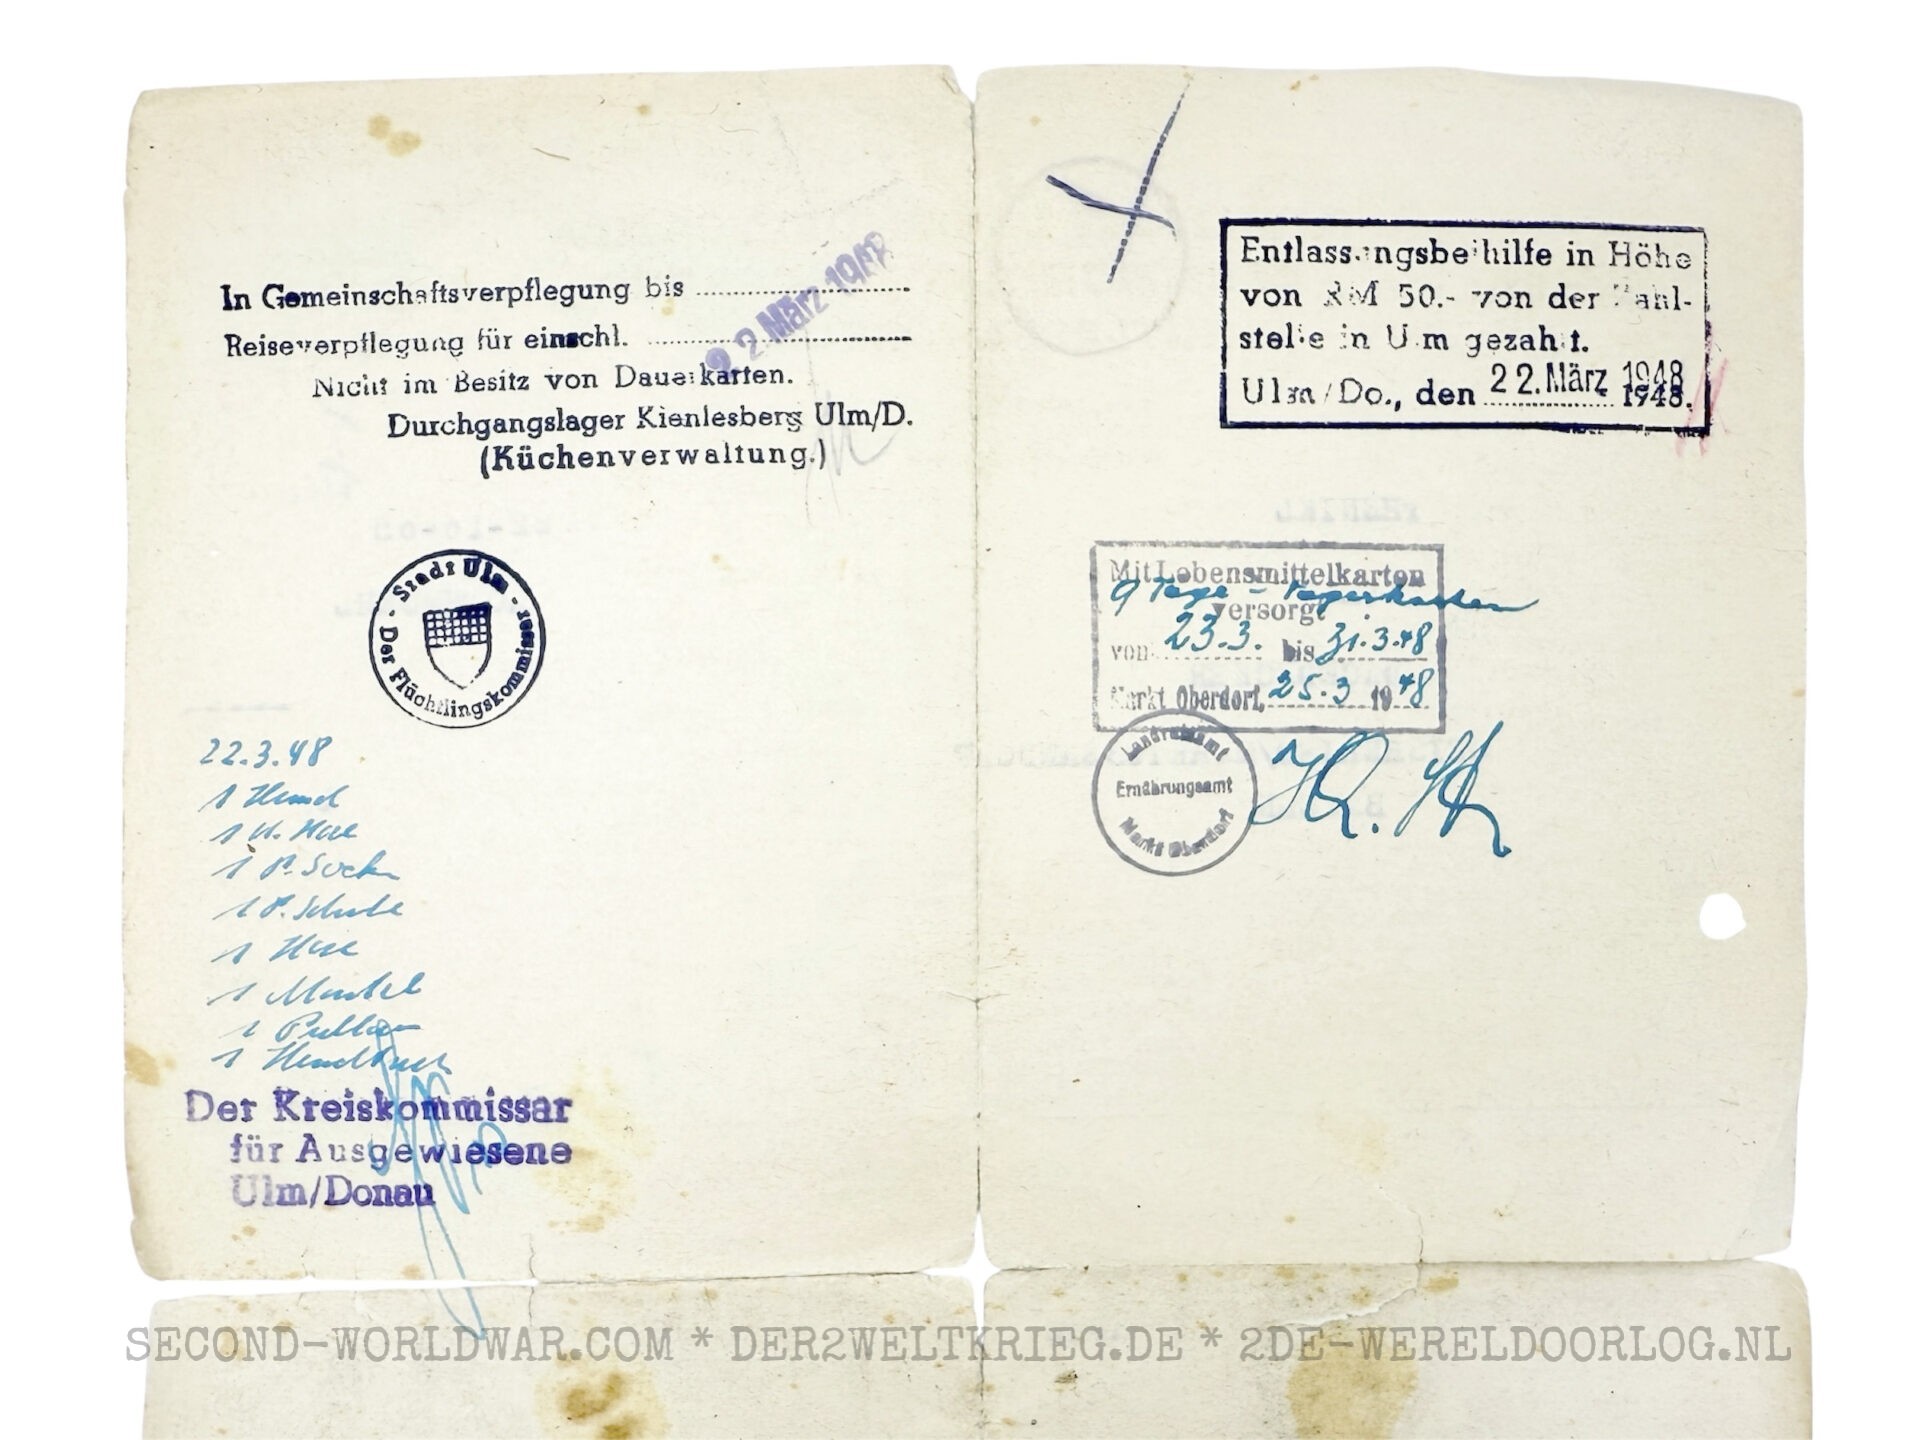 In Gemeinschaftsverpflegung bis
22. März 1948
Reiseverpflegung für einschl.
Nicht im Besitz von Dauerkarten.
Durchgangslager Kienlesberg Ulm/D.
(Küchenverwaltung.)
- Stadt Ulm -
Der Flüchtlingskommissar
22.3.48
1 Hemd
1 U. Hose
1 P. Socken
1 P. Schuhe
1 Hose
1 Mantel
1
1 Handtuch
Der Kreiskommissar
für Ausgewiesene
Ulm/Donau
Entlassungsbeihilfe in Höhe
von RM 50.- von der Zahl-
stelle in Ulm gezahlt.
Ulm/Do., den 22. März 1948 1948.
Mit Lebensmittelkarten
9 Tage -
versorgt
von 23.3. bis 31.3.48
Markt Oberdorf, 25.3 1948
Landratsamt
Ernährungsamt
Markt Oberdorf
SECOND-WORLDWAR.COM * DER2WELTKRIEG.DE * 2DE-WERELDOORLOG.NL